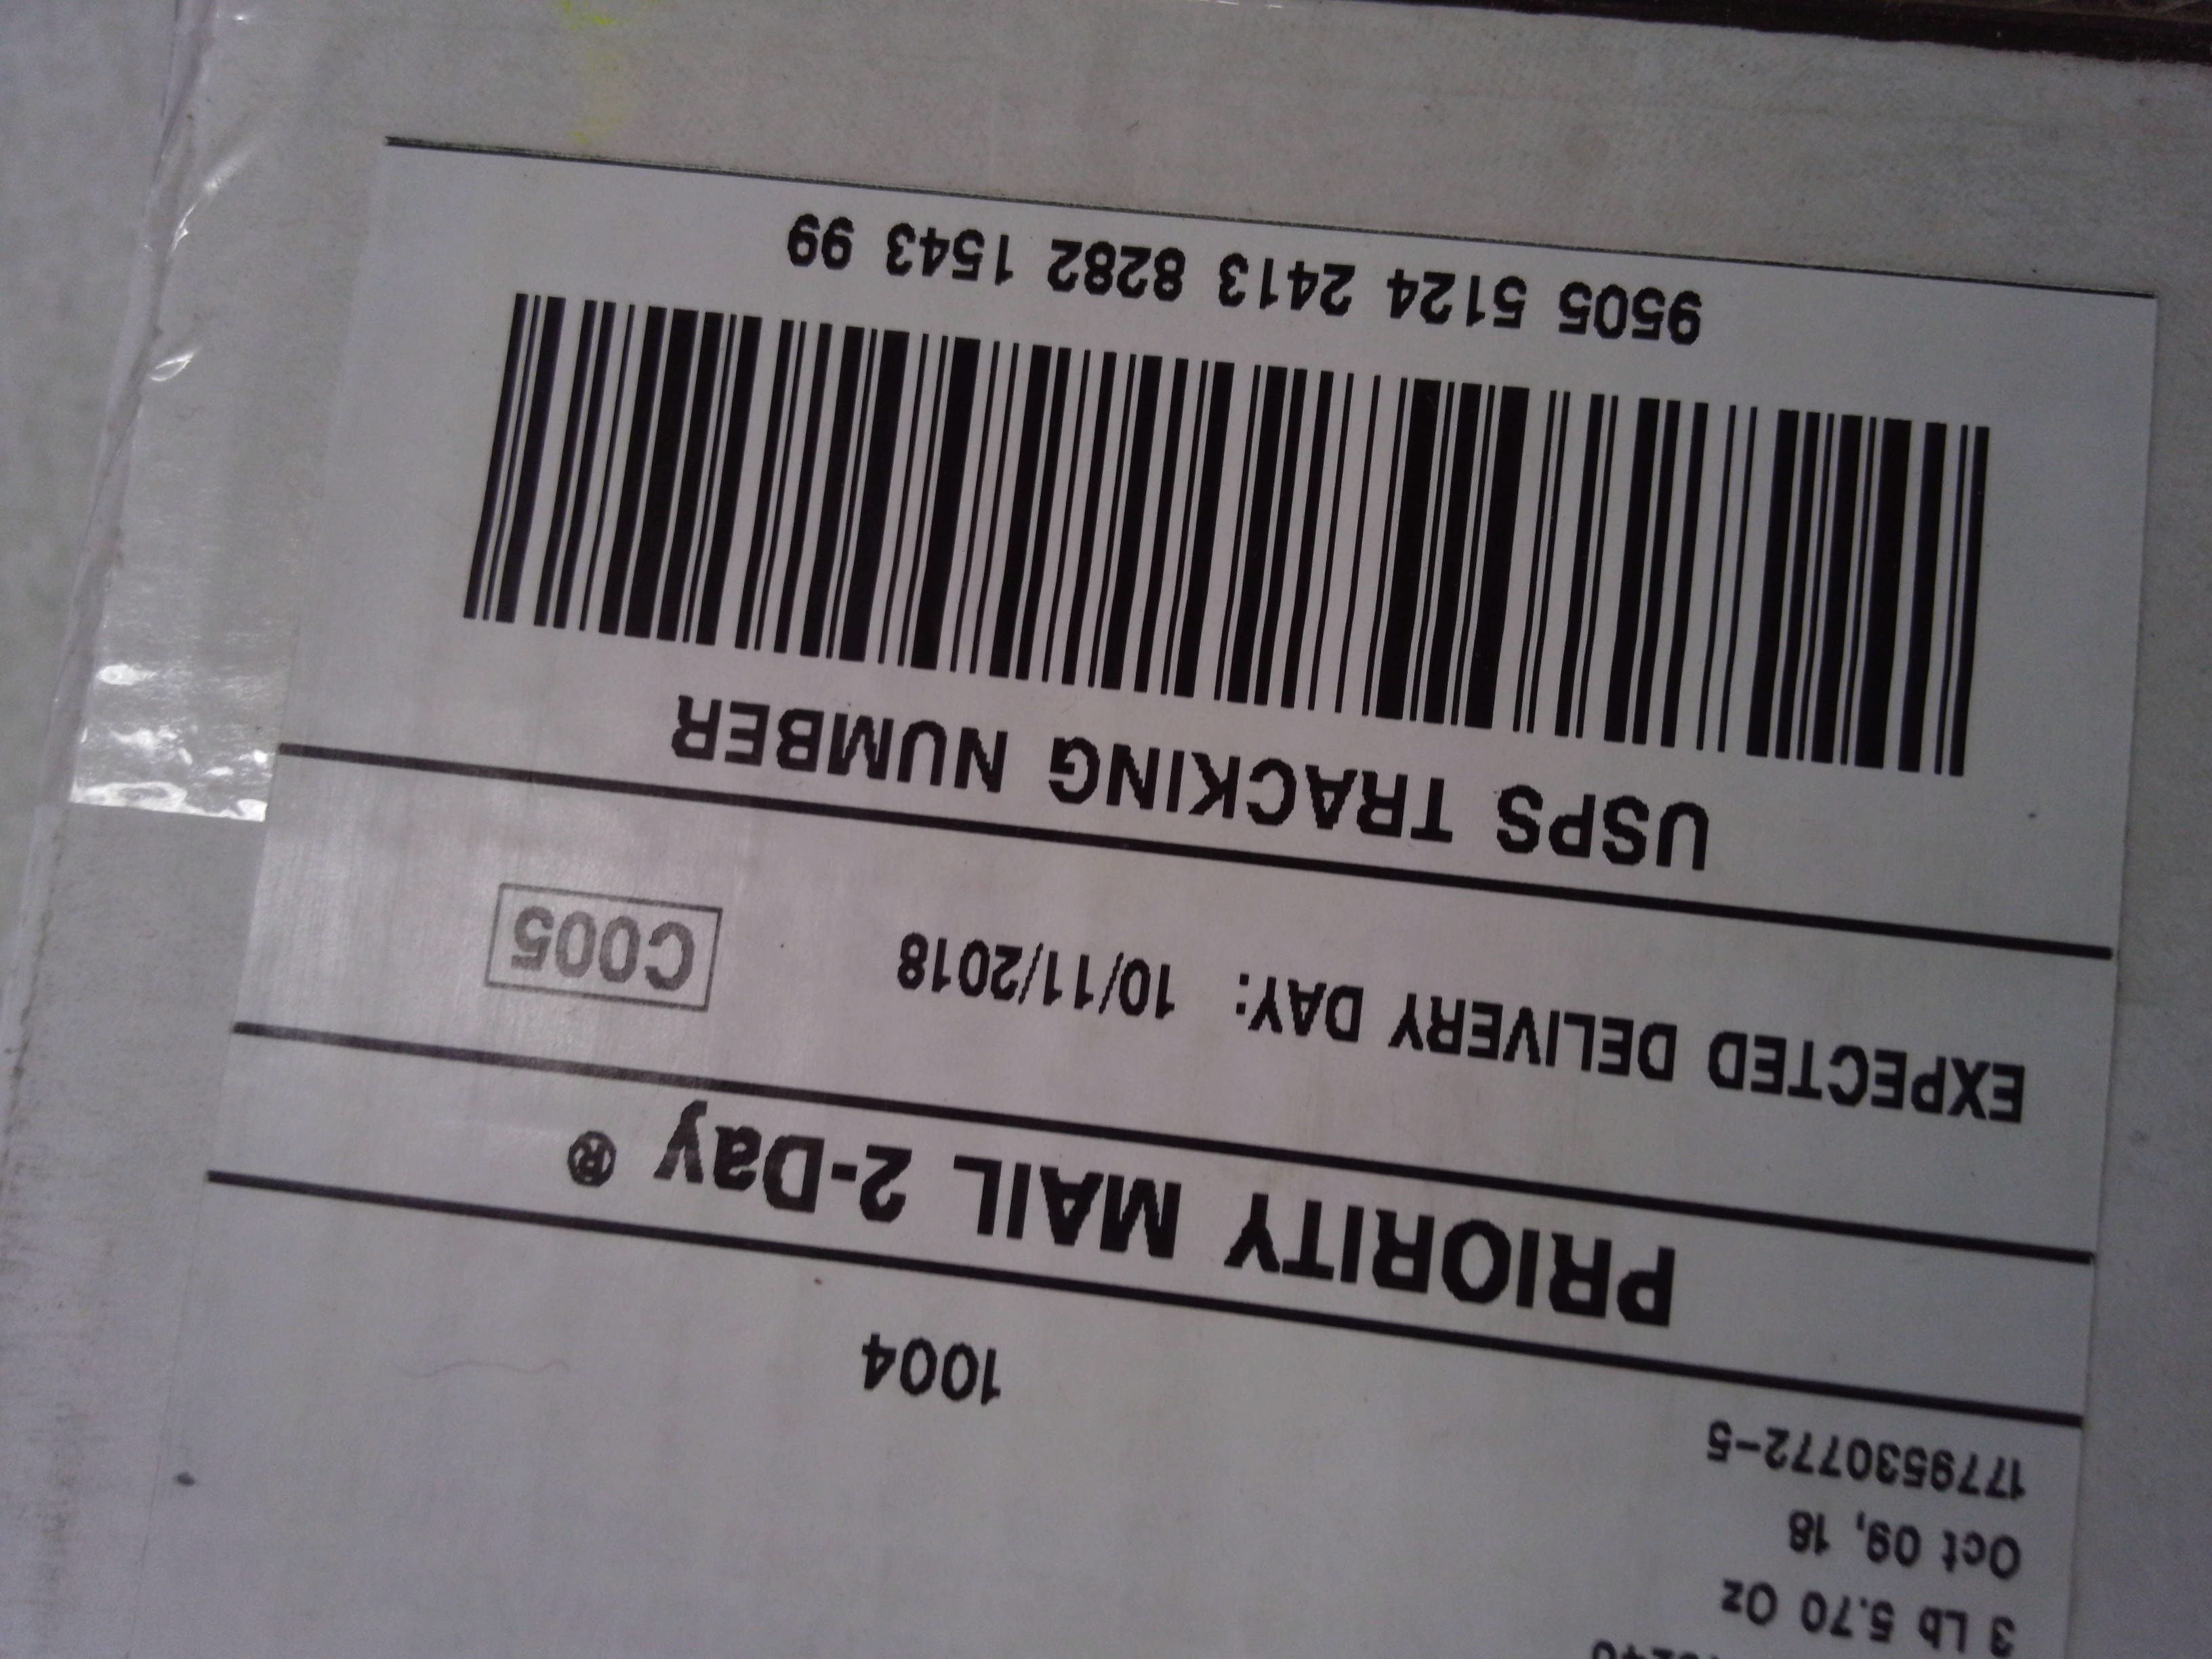 3 Lb 5.70 Oz
Oct 09, 18
1779530772-5
1004
PRIORITY MAIL 2-Day ®
EXPECTED DELIVERY DAY: 10/11/2018
C005
USPS TRACKING NUMBER
9505 5124 2413 8282 1543 99